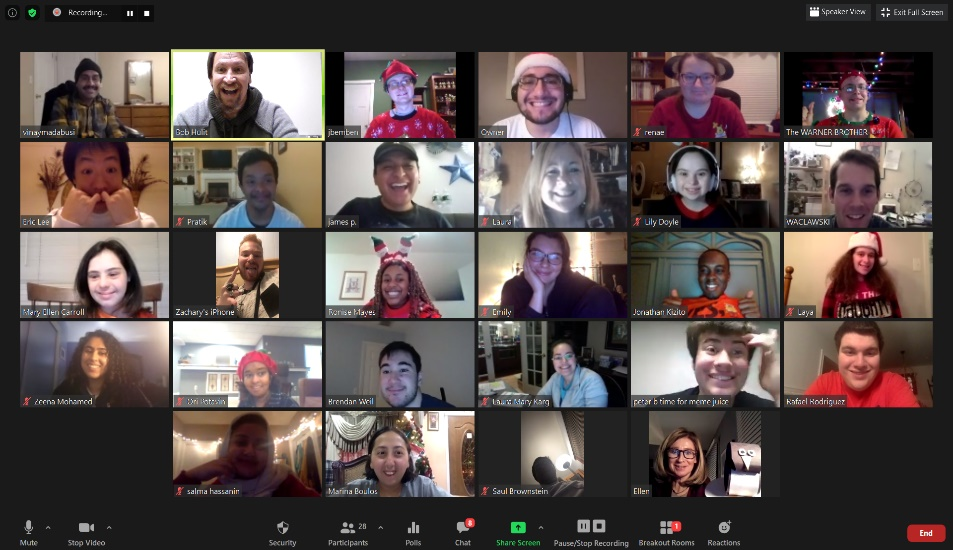 Recording...
Speaker View
Exit Full Screen
vinaymadabusi
Bob Hulit
jbemben
Owner
renae
The WARNER BROTHER
Eric Lee
Pratik
james p.
Laura
Lily Doyle
WACLAWSKI
Mary Ellen Carroll
Zachary's iPhone
Ronise Mayes
Emily
Jonathan Kizito
Laya
Zeena Mohamed
Brendan Weil
Laura Mary Karg
peter b time for meme juice
Rafael Rodriguez
salma hassanin
Marina Boulos
Saul Brownstein
Ellen
Mute
Stop Video
Security
28
Participants
Polls
8
Chat
Share Screen
Pause/Stop Recording
1
Breakout Rooms
Reactions
End